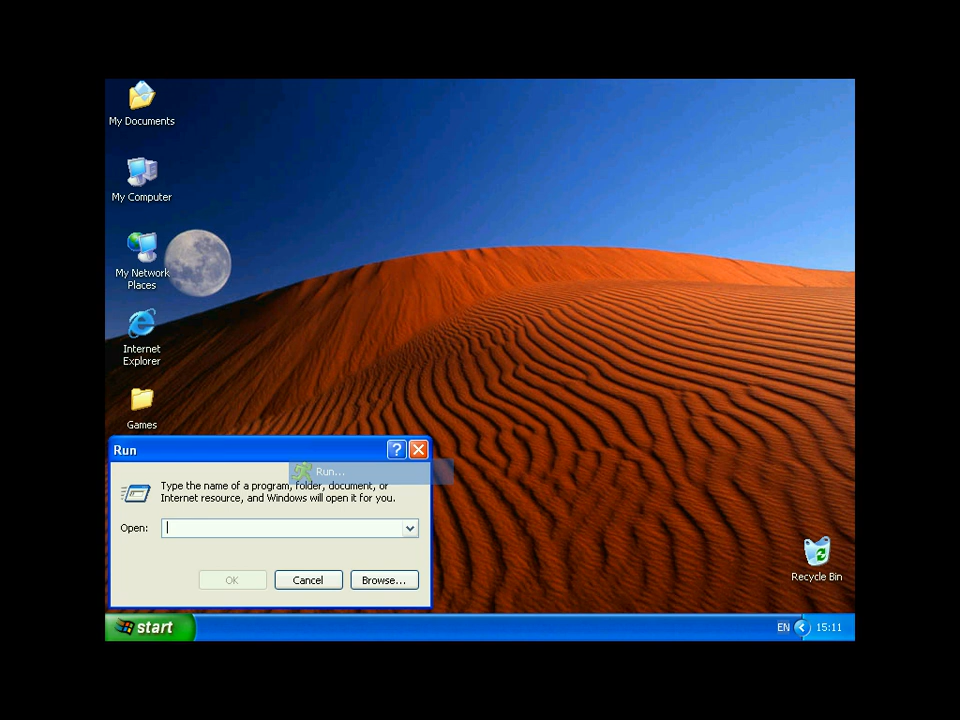 My Documents
My Computer
My Network
Places
Internet
Explorer
Games
Run
Run...
Type the name of a program, folder, document, or
Internet resource, and Windows will open it for you.
Open:
OK
Cancel
Browse...
Recycle Bin
start
EN
15:11